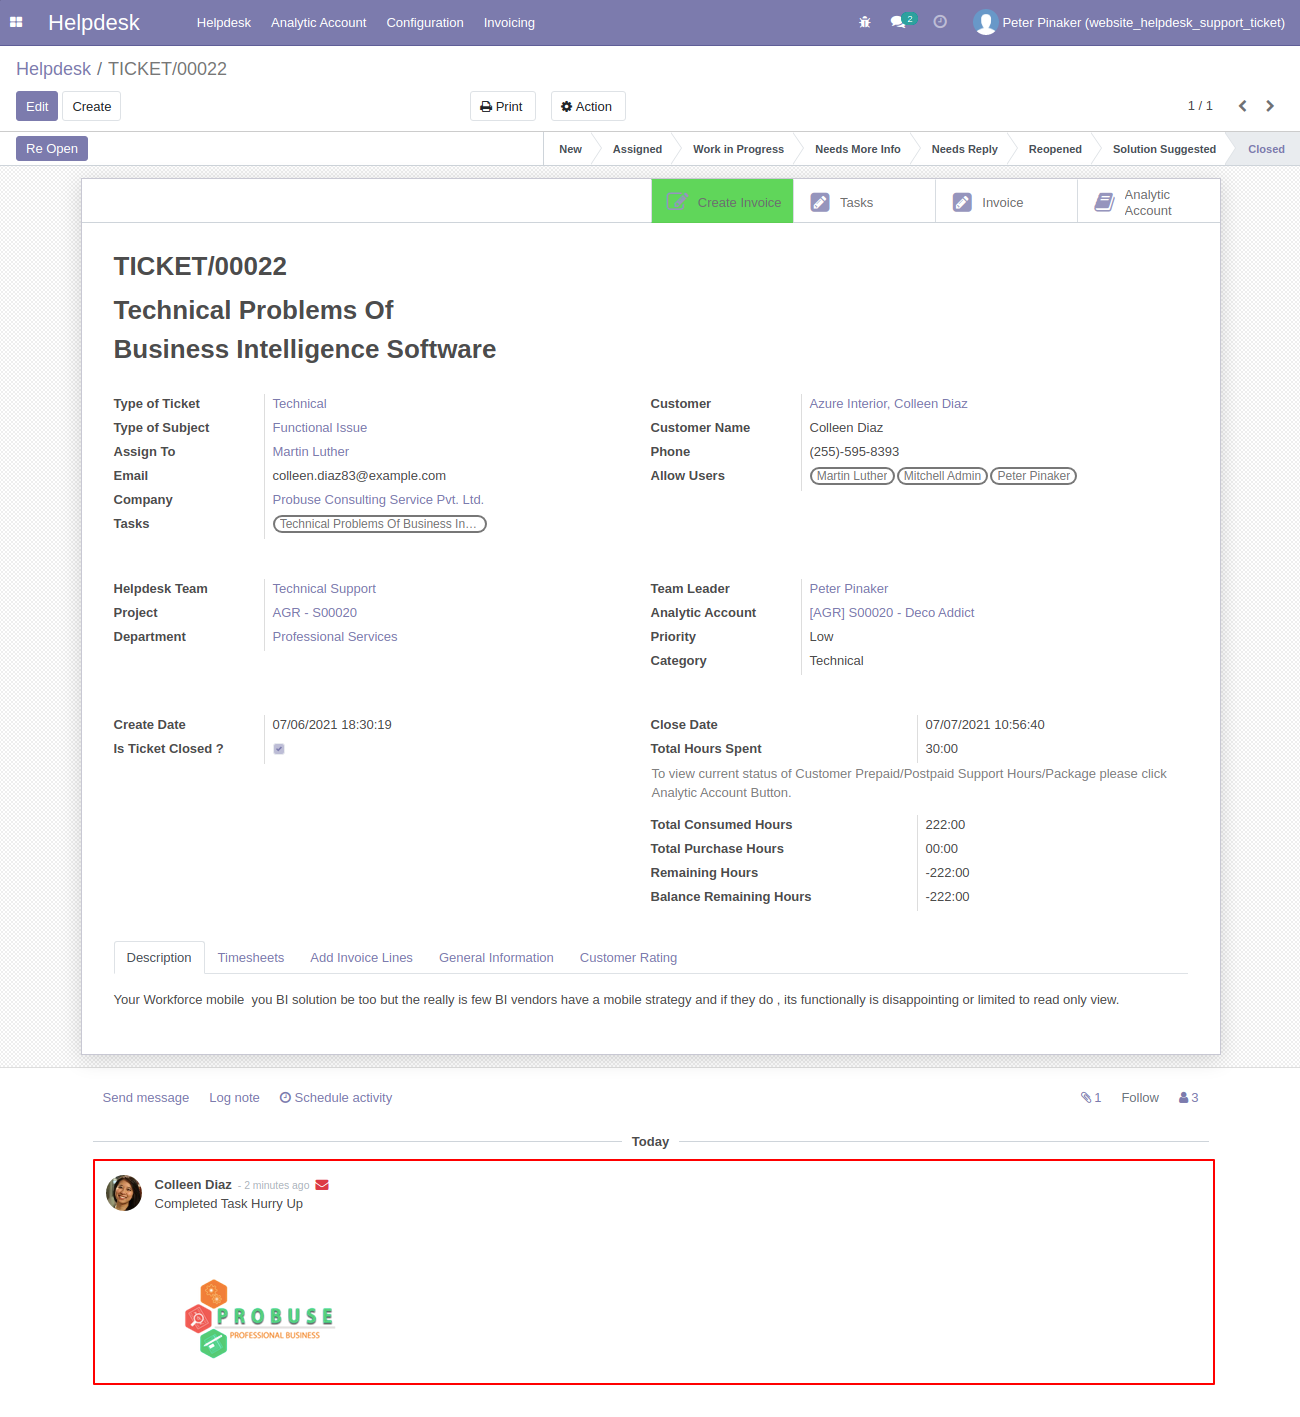 Helpdesk Helpdesk Analytic Account Configuration Invoicing 2 Peter Pinaker (website_helpdesk_support_ticket)
Helpdesk / TICKET/00022
Edit Create Print Action 1 / 1
Re Open New Assigned Work in Progress Needs More Info Needs Reply Reopened Solution Suggested Closed
Create Invoice Tasks Invoice Analytic
Account
TICKET/00022
Technical Problems Of
Business Intelligence Software
Type of Ticket Technical Customer Azure Interior, Colleen Diaz
Type of Subject Functional Issue Customer Name Colleen Diaz
Assign To Martin Luther Phone (255)-595-8393
Email colleen.diaz83@example.com Allow Users Martin Luther Mitchell Admin Peter Pinaker
Company Probuse Consulting Service Pvt. Ltd.
Tasks Technical Problems Of Business In...
Helpdesk Team Technical Support Team Leader Peter Pinaker
Project AGR - S00020 Analytic Account [AGR] S00020 - Deco Addict
Department Professional Services Priority Low
Category Technical
Create Date 07/06/2021 18:30:19 Close Date 07/07/2021 10:56:40
Is Ticket Closed ? Total Hours Spent 30:00
To view current status of Customer Prepaid/Postpaid Support Hours/Package please click
Analytic Account Button.
Total Consumed Hours 222:00
Total Purchase Hours 00:00
Remaining Hours -222:00
Balance Remaining Hours -222:00
Description Timesheets Add Invoice Lines General Information Customer Rating
Your Workforce mobile  you BI solution be too but the really is few BI vendors have a mobile strategy and if they do , its functionally is disappointing or limited to read only view.
Send message Log note Schedule activity 1 Follow 3
Today
Colleen Diaz - 2 minutes ago
Completed Task Hurry Up
PROBUSE
PROFESSIONAL BUSINESS